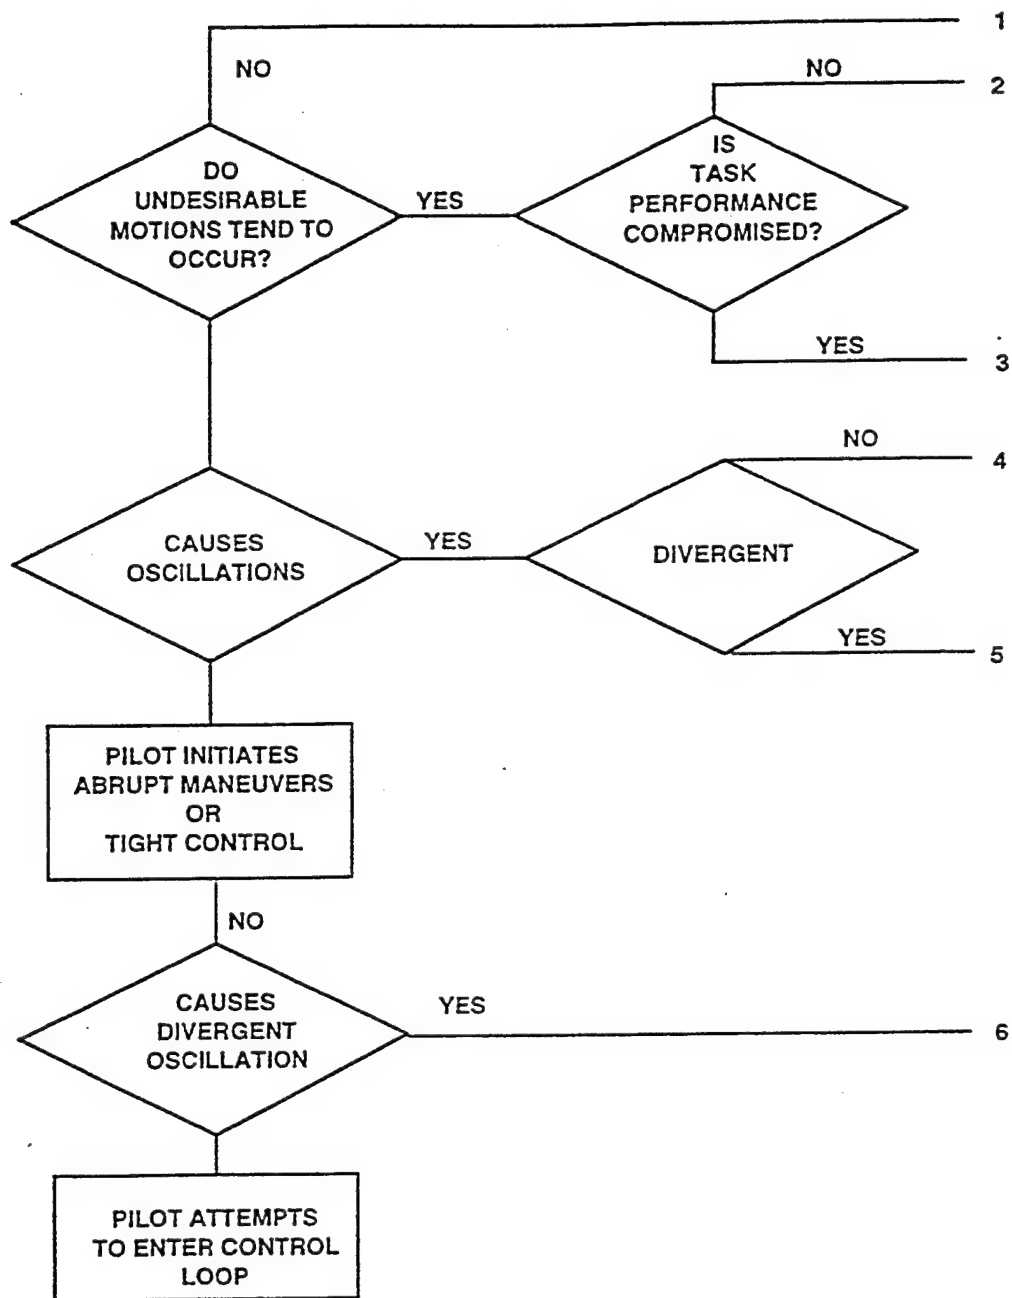 1
NO
NO
2
DO
UNDESIRABLE
MOTIONS TEND TO
OCCUR?
YES
IS
TASK
PERFORMANCE
COMPROMISED?
YES
3
NO
4
CAUSES
OSCILLATIONS
YES
DIVERGENT
YES
5
PILOT INITIATES
ABRUPT MANEUVERS
OR
TIGHT CONTROL
NO
CAUSES
DIVERGENT
OSCILLATION
YES
6
PILOT ATTEMPTS
TO ENTER CONTROL
LOOP